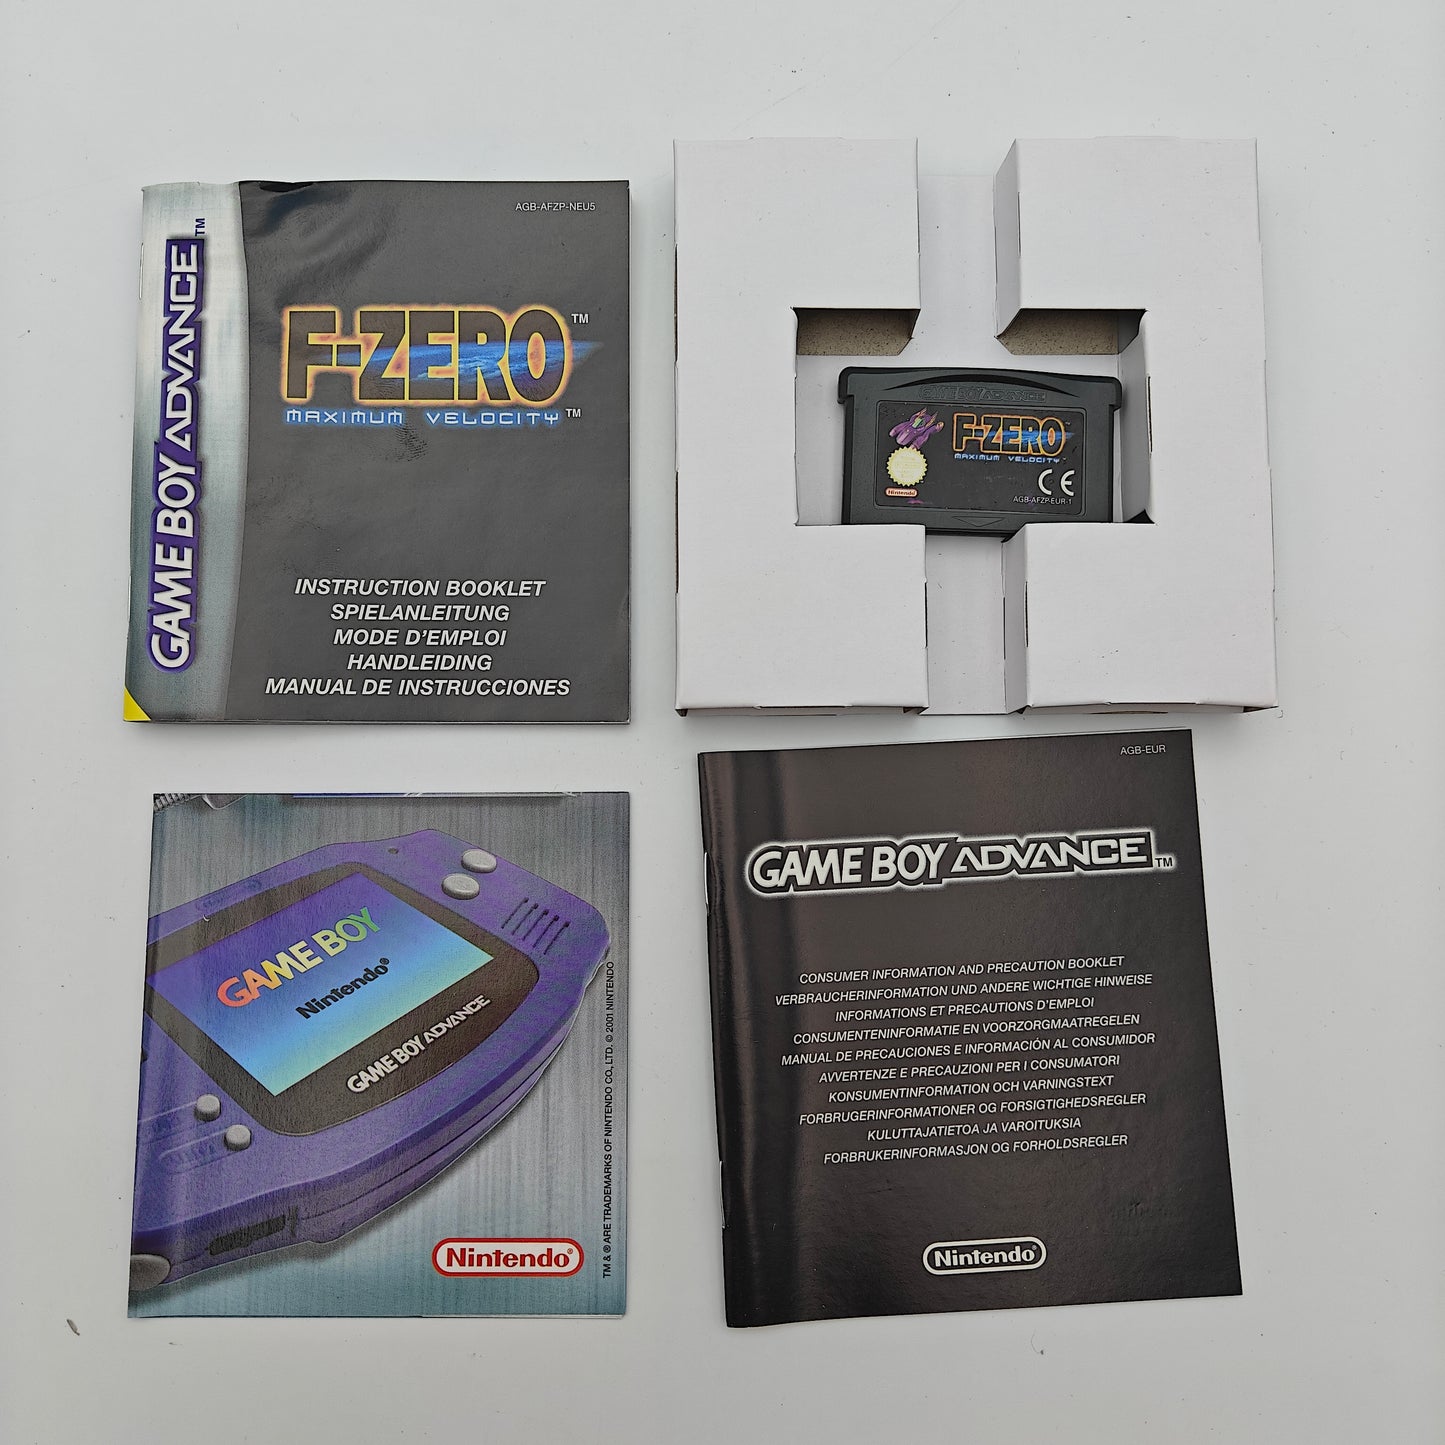 AGB-AFZP-NEU5
GAME BOY ADVANCE™
F-ZERO™
MAXIMUM VELOCITY™
INSTRUCTION BOOKLET
SPIELANLEITUNG
MODE D'EMPLOI
HANDLEIDING
MANUAL DE INSTRUCCIONES
GAME BOY ADVANCE
F-ZERO
MAXIMUM VELOCITY
Nintendo
CE
AGB-AFZP-EUR-1
GAME BOY
Nintendo®
GAME BOY ADVANCE
Nintendo®
TM & ® ARE TRADEMARKS OF NINTENDO CO., LTD. © 2001 NINTENDO
AGB-EUR
GAME BOY ADVANCE™
CONSUMER INFORMATION AND PRECAUTION BOOKLET
VERBRAUCHERINFORMATION UND ANDERE WICHTIGE HINWEISE
INFORMATIONS ET PRECAUTIONS D'EMPLOI
CONSUMENTENINFORMATIE EN VOORZORGMAATREGELEN
MANUAL DE PRECAUCIONES E INFORMACIÓN AL CONSUMIDOR
AVVERTENZE E PRECAUZIONI PER I CONSUMATORI
KONSUMENTINFORMATION OCH VARNINGSTEXT
FORBRUGERINFORMATIONER OG FORSIGTIGHEDSREGLER
KULUTTAJATIETOA JA VAROITUKSIA
FORBRUKERINFORMASJON OG FORHOLDSREGLER
Nintendo®